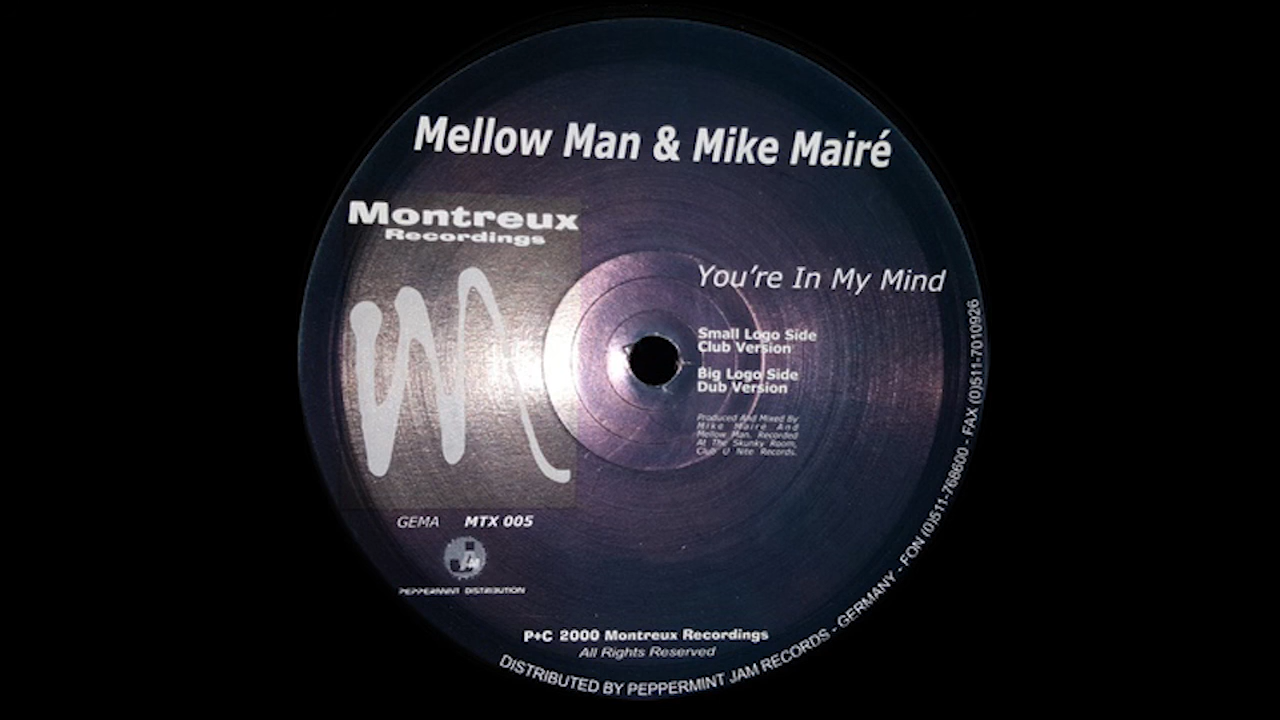 Mellow Man & Mike Mairé
Montreux
Recordings
You're In My Mind
Small Logo Side
Club Version
Big Logo Side
Dub Version
Produced And Mixed By
Mike Mairé And
Mellow Man. Recorded
At The Skunky Room,
Club U Nite Records.
GEMA MTX 005
PEPPERMINT DISTRIBUTION
P+C 2000 Montreux Recordings
All Rights Reserved
DISTRIBUTED BY PEPPERMINT JAM RECORDS - GERMANY - FON (0)511-768600 - FAX (0)511-7010926